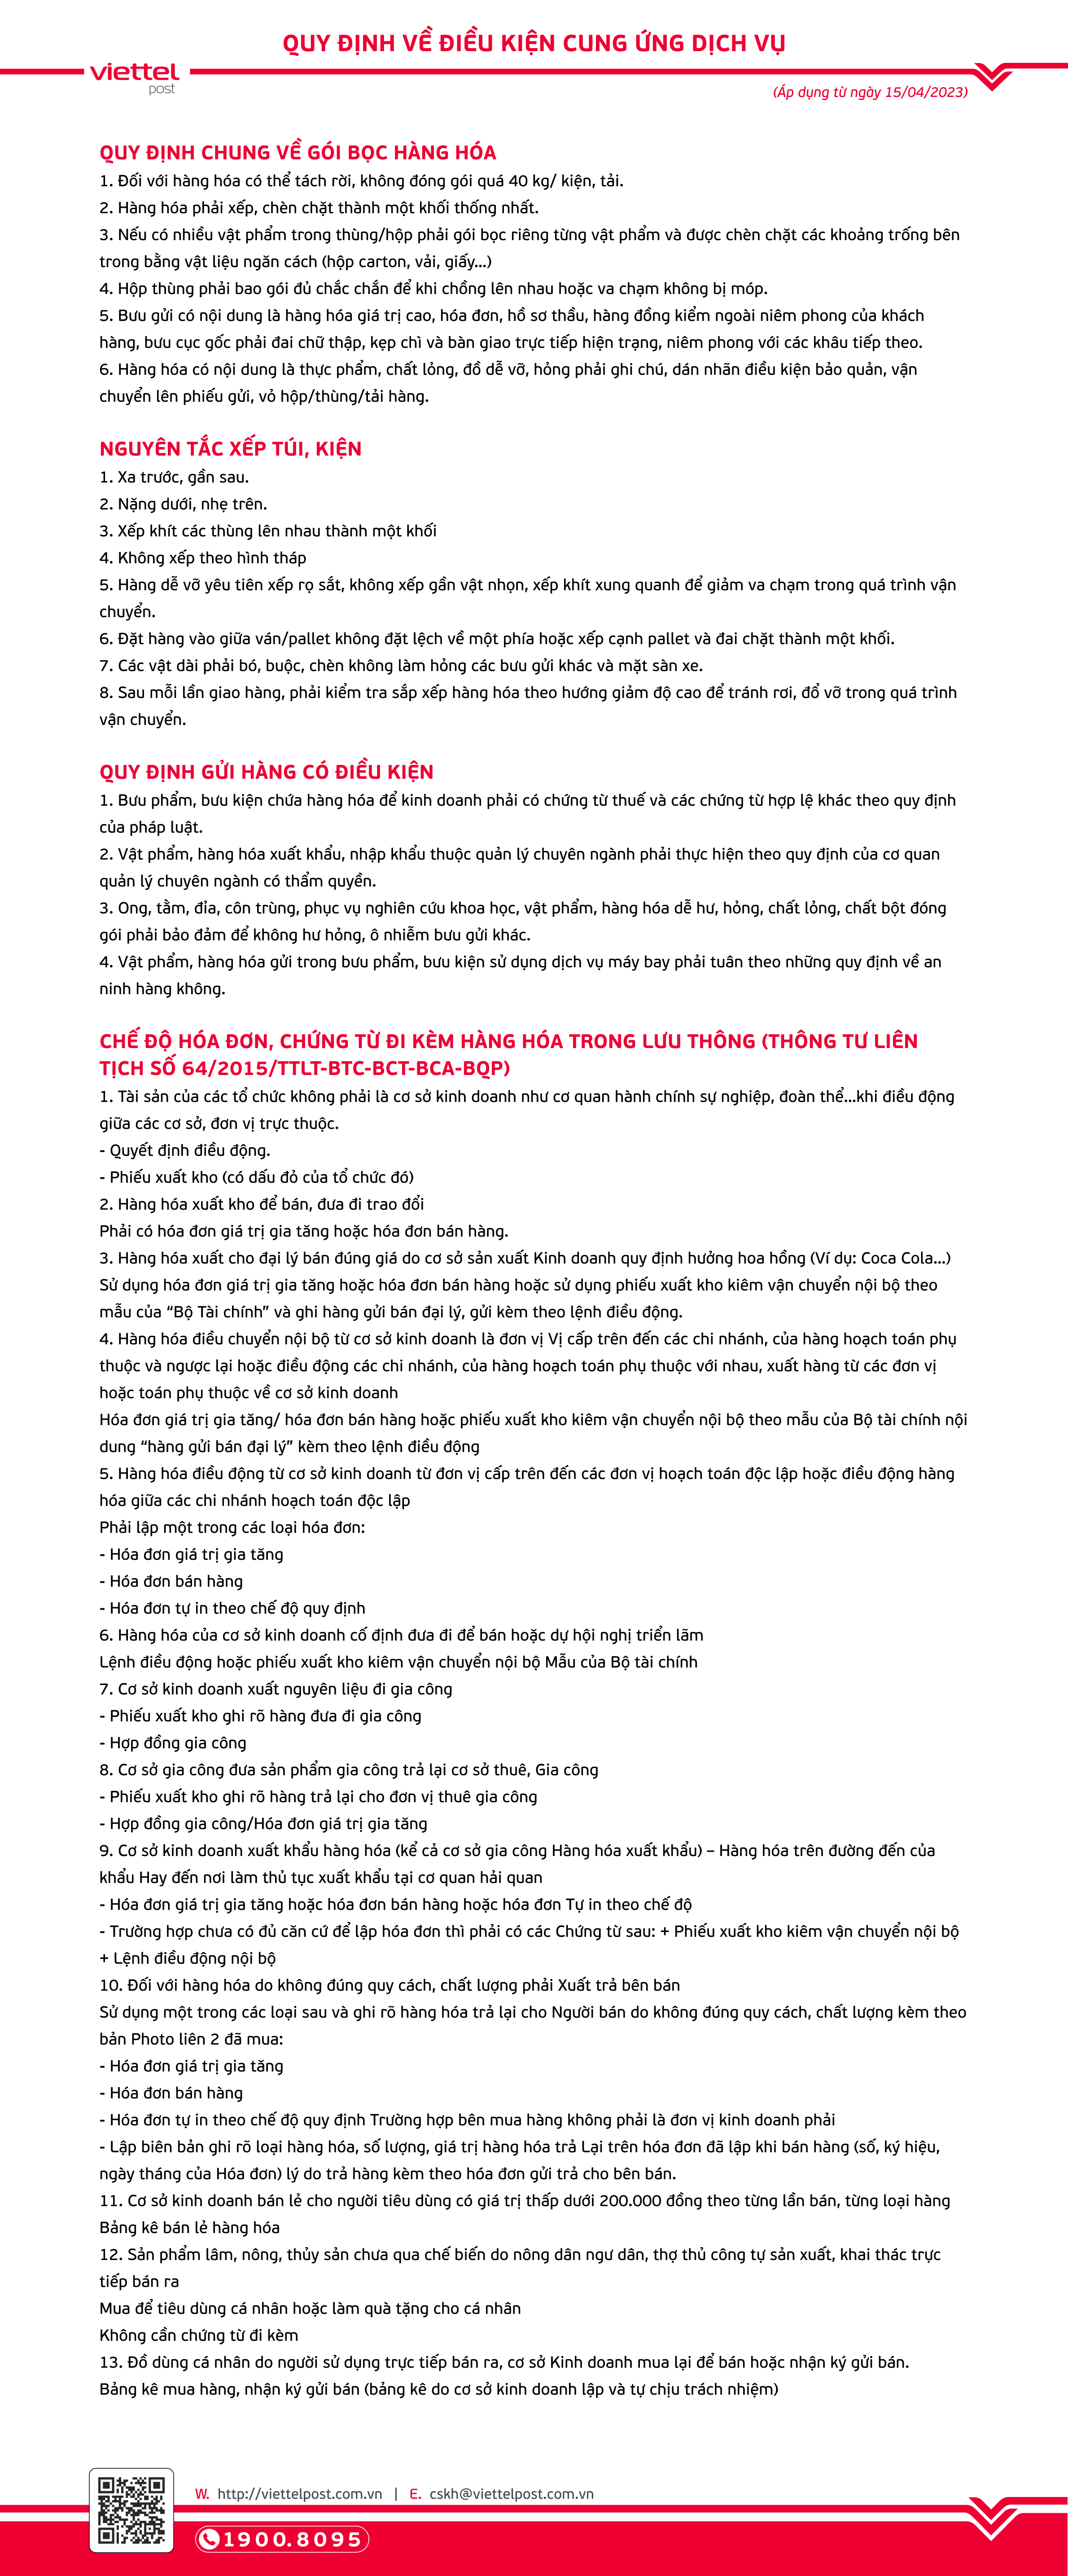 QUY ĐỊNH VỀ ĐIỀU KIỆN CUNG ỨNG DỊCH VỤ
viettel
post
(Áp dụng từ ngày 15/04/2023)
QUY ĐỊNH CHUNG VỀ GÓI BỌC HÀNG HÓA
1. Đối với hàng hóa có thể tách rời, không đóng gói quá 40 kg/ kiện, tải.
2. Hàng hóa phải xếp, chèn chặt thành một khối thống nhất.
3. Nếu có nhiều vật phẩm trong thùng/hộp phải gói bọc riêng từng vật phẩm và được chèn chặt các khoảng trống bên
trong bằng vật liệu ngăn cách (hộp carton, vải, giấy...)
4. Hộp thùng phải bao gói đủ chắc chắn để khi chồng lên nhau hoặc va chạm không bị móp.
5. Bưu gửi có nội dung là hàng hóa giá trị cao, hóa đơn, hồ sơ thầu, hàng đồng kiểm ngoài niêm phong của khách
hàng, bưu cục gốc phải đai chữ thập, kẹp chì và bàn giao trực tiếp hiện trạng, niêm phong với các khâu tiếp theo.
6. Hàng hóa có nội dung là thực phẩm, chất lỏng, đồ dễ vỡ, hỏng phải ghi chú, dán nhãn điều kiện bảo quản, vận
chuyển lên phiếu gửi, vỏ hộp/thùng/tải hàng.
NGUYÊN TẮC XẾP TÚI, KIỆN
1. Xa trước, gần sau.
2. Nặng dưới, nhẹ trên.
3. Xếp khít các thùng lên nhau thành một khối
4. Không xếp theo hình tháp
5. Hàng dễ vỡ yêu tiên xếp rọ sắt, không xếp gần vật nhọn, xếp khít xung quanh để giảm va chạm trong quá trình vận
chuyển.
6. Đặt hàng vào giữa ván/pallet không đặt lệch về một phía hoặc xếp cạnh pallet và đai chặt thành một khối.
7. Các vật dài phải bó, buộc, chèn không làm hỏng các bưu gửi khác và mặt sàn xe.
8. Sau mỗi lần giao hàng, phải kiểm tra sắp xếp hàng hóa theo hướng giảm độ cao để tránh rơi, đổ vỡ trong quá trình
vận chuyển.
QUY ĐỊNH GỬI HÀNG CÓ ĐIỀU KIỆN
1. Bưu phẩm, bưu kiện chứa hàng hóa để kinh doanh phải có chứng từ thuế và các chứng từ hợp lệ khác theo quy định
của pháp luật.
2. Vật phẩm, hàng hóa xuất khẩu, nhập khẩu thuộc quản lý chuyên ngành phải thực hiện theo quy định của cơ quan
quản lý chuyên ngành có thẩm quyền.
3. Ong, tằm, đỉa, côn trùng, phục vụ nghiên cứu khoa học, vật phẩm, hàng hóa dễ hư, hỏng, chất lỏng, chất bột đóng
gói phải bảo đảm để không hư hỏng, ô nhiễm bưu gửi khác.
4. Vật phẩm, hàng hóa gửi trong bưu phẩm, bưu kiện sử dụng dịch vụ máy bay phải tuân theo những quy định về an
ninh hàng không.
CHẾ ĐỘ HÓA ĐƠN, CHỨNG TỪ ĐI KÈM HÀNG HÓA TRONG LƯU THÔNG (THÔNG TƯ LIÊN
TỊCH SỐ 64/2015/TTLT-BTC-BCT-BCA-BQP)
1. Tài sản của các tổ chức không phải là cơ sở kinh doanh như cơ quan hành chính sự nghiệp, đoàn thể...khi điều động
giữa các cơ sở, đơn vị trực thuộc.
- Quyết định điều động.
- Phiếu xuất kho (có dấu đỏ của tổ chức đó)
2. Hàng hóa xuất kho để bán, đưa đi trao đổi
Phải có hóa đơn giá trị gia tăng hoặc hóa đơn bán hàng.
3. Hàng hóa xuất cho đại lý bán đúng giá do cơ sở sản xuất Kinh doanh quy định hưởng hoa hồng (Ví dụ: Coca Cola...)
Sử dụng hóa đơn giá trị gia tăng hoặc hóa đơn bán hàng hoặc sử dụng phiếu xuất kho kiêm vận chuyển nội bộ theo
mẫu của “Bộ Tài chính” và ghi hàng gửi bán đại lý, gửi kèm theo lệnh điều động.
4. Hàng hóa điều chuyển nội bộ từ cơ sở kinh doanh là đơn vị Vị cấp trên đến các chi nhánh, của hàng hoạch toán phụ
thuộc và ngược lại hoặc điều động các chi nhánh, của hàng hoạch toán phụ thuộc với nhau, xuất hàng từ các đơn vị
hoặc toán phụ thuộc về cơ sở kinh doanh
Hóa đơn giá trị gia tăng/ hóa đơn bán hàng hoặc phiếu xuất kho kiêm vận chuyển nội bộ theo mẫu của Bộ tài chính nội
dung “hàng gửi bán đại lý” kèm theo lệnh điều động
5. Hàng hóa điều động từ cơ sở kinh doanh từ đơn vị cấp trên đến các đơn vị hoạch toán độc lập hoặc điều động hàng
hóa giữa các chi nhánh hoạch toán độc lập
Phải lập một trong các loại hóa đơn:
- Hóa đơn giá trị gia tăng
- Hóa đơn bán hàng
- Hóa đơn tự in theo chế độ quy định
6. Hàng hóa của cơ sở kinh doanh cố định đưa đi để bán hoặc dự hội nghị triển lãm
Lệnh điều động hoặc phiếu xuất kho kiêm vận chuyển nội bộ Mẫu của Bộ tài chính
7. Cơ sở kinh doanh xuất nguyên liệu đi gia công
- Phiếu xuất kho ghi rõ hàng đưa đi gia công
- Hợp đồng gia công
8. Cơ sở gia công đưa sản phẩm gia công trả lại cơ sở thuê, Gia công
- Phiếu xuất kho ghi rõ hàng trả lại cho đơn vị thuê gia công
- Hợp đồng gia công/Hóa đơn giá trị gia tăng
9. Cơ sở kinh doanh xuất khẩu hàng hóa (kể cả cơ sở gia công Hàng hóa xuất khẩu) – Hàng hóa trên đường đến của
khẩu Hay đến nơi làm thủ tục xuất khẩu tại cơ quan hải quan
- Hóa đơn giá trị gia tăng hoặc hóa đơn bán hàng hoặc hóa đơn Tự in theo chế độ
- Trường hợp chưa có đủ căn cứ để lập hóa đơn thì phải có các Chứng từ sau: + Phiếu xuất kho kiêm vận chuyển nội bộ
+ Lệnh điều động nội bộ
10. Đối với hàng hóa do không đúng quy cách, chất lượng phải Xuất trả bên bán
Sử dụng một trong các loại sau và ghi rõ hàng hóa trả lại cho Người bán do không đúng quy cách, chất lượng kèm theo
bản Photo liên 2 đã mua:
- Hóa đơn giá trị gia tăng
- Hóa đơn bán hàng
- Hóa đơn tự in theo chế độ quy định Trường hợp bên mua hàng không phải là đơn vị kinh doanh phải
- Lập biên bản ghi rõ loại hàng hóa, số lượng, giá trị hàng hóa trả Lại trên hóa đơn đã lập khi bán hàng (số, ký hiệu,
ngày tháng của Hóa đơn) lý do trả hàng kèm theo hóa đơn gửi trả cho bên bán.
11. Cơ sở kinh doanh bán lẻ cho người tiêu dùng có giá trị thấp dưới 200.000 đồng theo từng lần bán, từng loại hàng
Bảng kê bán lẻ hàng hóa
12. Sản phẩm lâm, nông, thủy sản chưa qua chế biến do nông dân ngư dân, thợ thủ công tự sản xuất, khai thác trực
tiếp bán ra
Mua để tiêu dùng cá nhân hoặc làm quà tặng cho cá nhân
Không cần chứng từ đi kèm
13. Đồ dùng cá nhân do người sử dụng trực tiếp bán ra, cơ sở Kinh doanh mua lại để bán hoặc nhận ký gửi bán.
Bảng kê mua hàng, nhận ký gửi bán (bảng kê do cơ sở kinh doanh lập và tự chịu trách nhiệm)
W. http://viettelpost.com.vn | E. cskh@viettelpost.com.vn
1900.8095